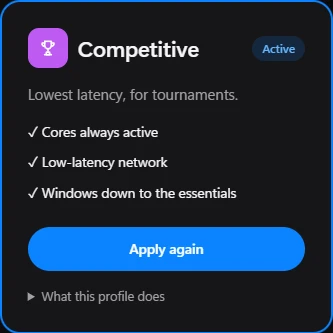 Competitive
Active
Lowest latency, for tournaments.
✓ Cores always active
✓ Low-latency network
✓ Windows down to the essentials
Apply again
▶ What this profile does